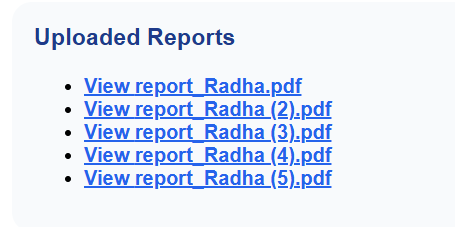 Uploaded Reports
View report_Radha.pdf
View report_Radha (2).pdf
View report_Radha (3).pdf
View report_Radha (4).pdf
View report_Radha (5).pdf